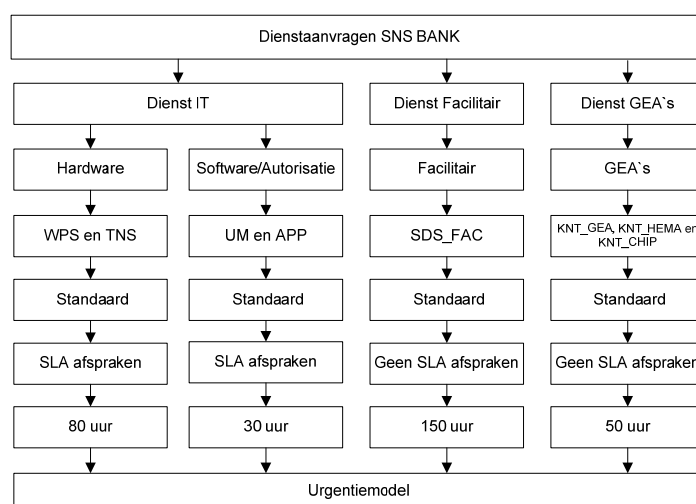 Dienstaanvragen SNS BANK
Dienst IT
Dienst Facilitair
Dienst GEA`s
Hardware
Software/Autorisatie
Facilitair
GEA`s
WPS en TNS
UM en APP
SDS_FAC
KNT_GEA, KNT_HEMA en
KNT_CHIP
Standaard
Standaard
Standaard
Standaard
SLA afspraken
SLA afspraken
Geen SLA afspraken
Geen SLA afspraken
80 uur
30 uur
150 uur
50 uur
Urgentiemodel